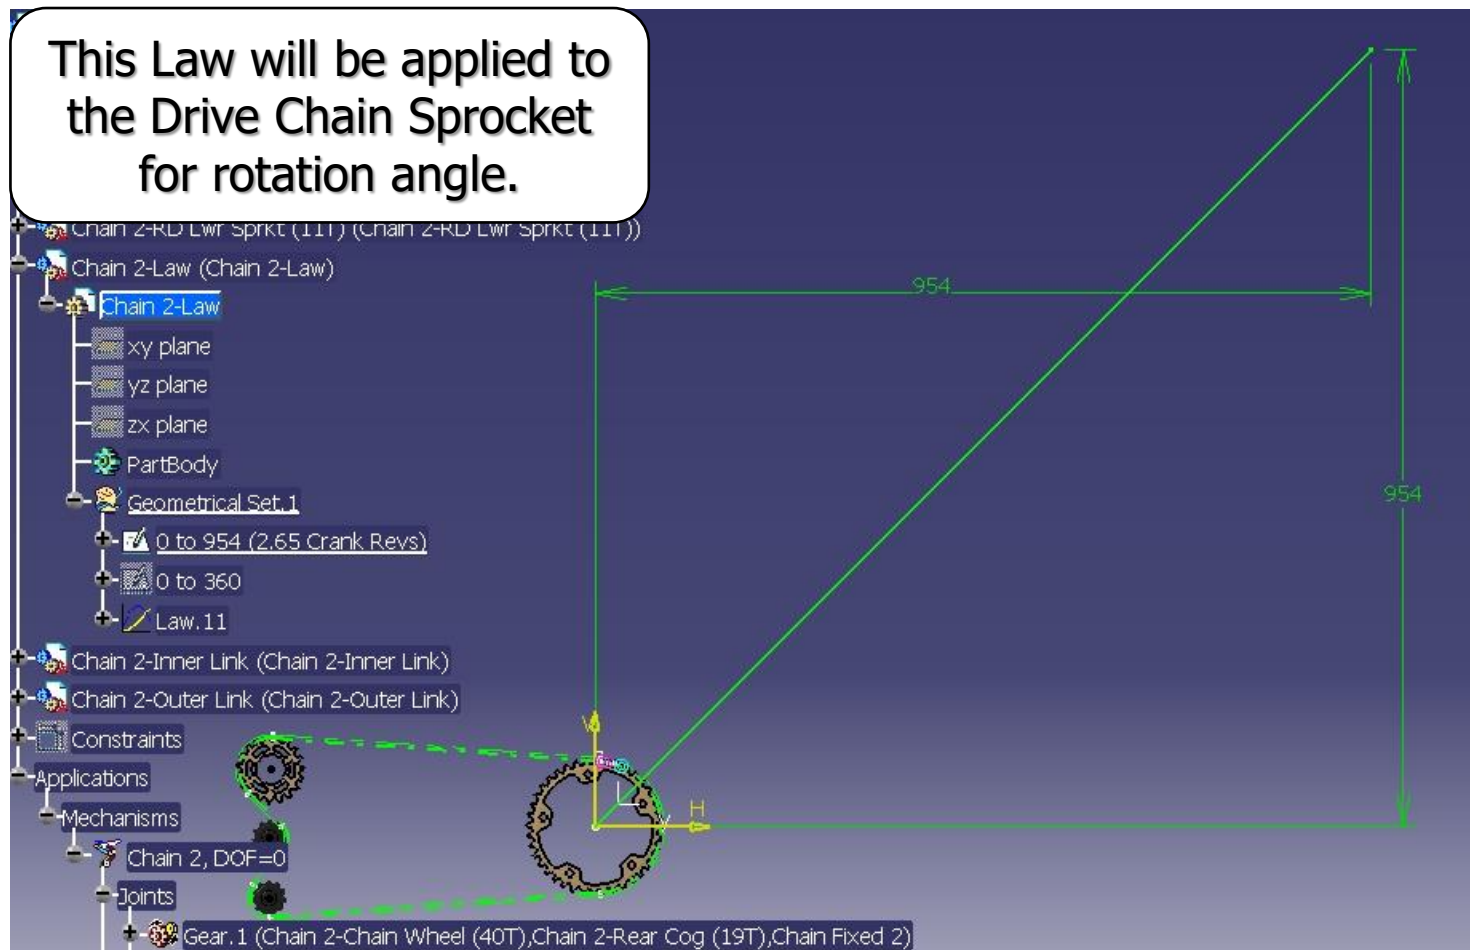 This Law will be applied to
the Drive Chain Sprocket
for rotation angle.
Chain 2-RD Lwr Sprkt (11T) (Chain 2-RD Lwr Sprkt (11T))
Chain 2-Law (Chain 2-Law)
954
Chain 2-Law
xy plane
yz plane
zx plane
PartBody
954
Geometrical Set.1
0 to 954 (2.65 Crank Revs)
0 to 360
Law.11
Chain 2-Inner Link (Chain 2-Inner Link)
Chain 2-Outer Link (Chain 2-Outer Link)
V
Constraints
Applications
H
Mechanisms
y
Chain 2, DOF=0
Joints
Gear.1 (Chain 2-Chain Wheel (40T),Chain 2-Rear Cog (19T),Chain Fixed 2)